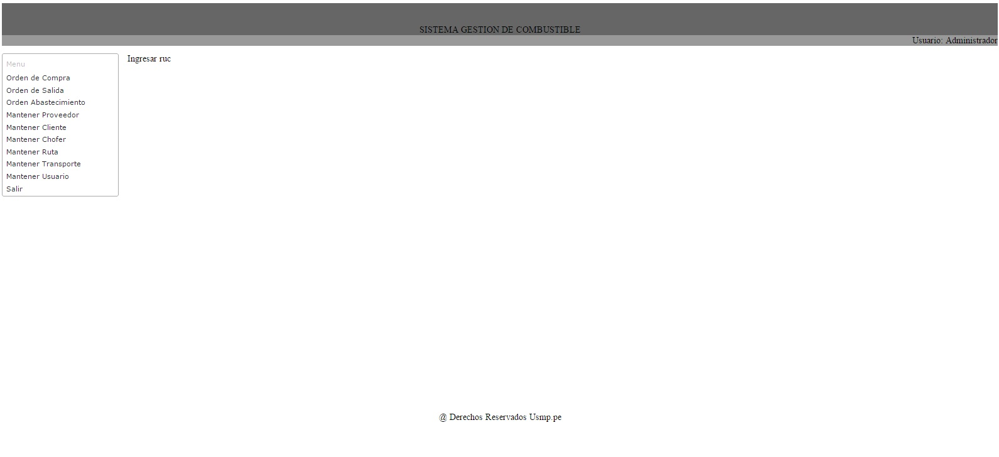 SISTEMA GESTION DE COMBUSTIBLE
Usuario: Administrador
Menu
Orden de Compra
Orden de Salida
Orden Abastecimiento
Mantener Proveedor
Mantener Cliente
Mantener Chofer
Mantener Ruta
Mantener Transporte
Mantener Usuario
Salir
Ingresar ruc
@ Derechos Reservados Usmp.pe